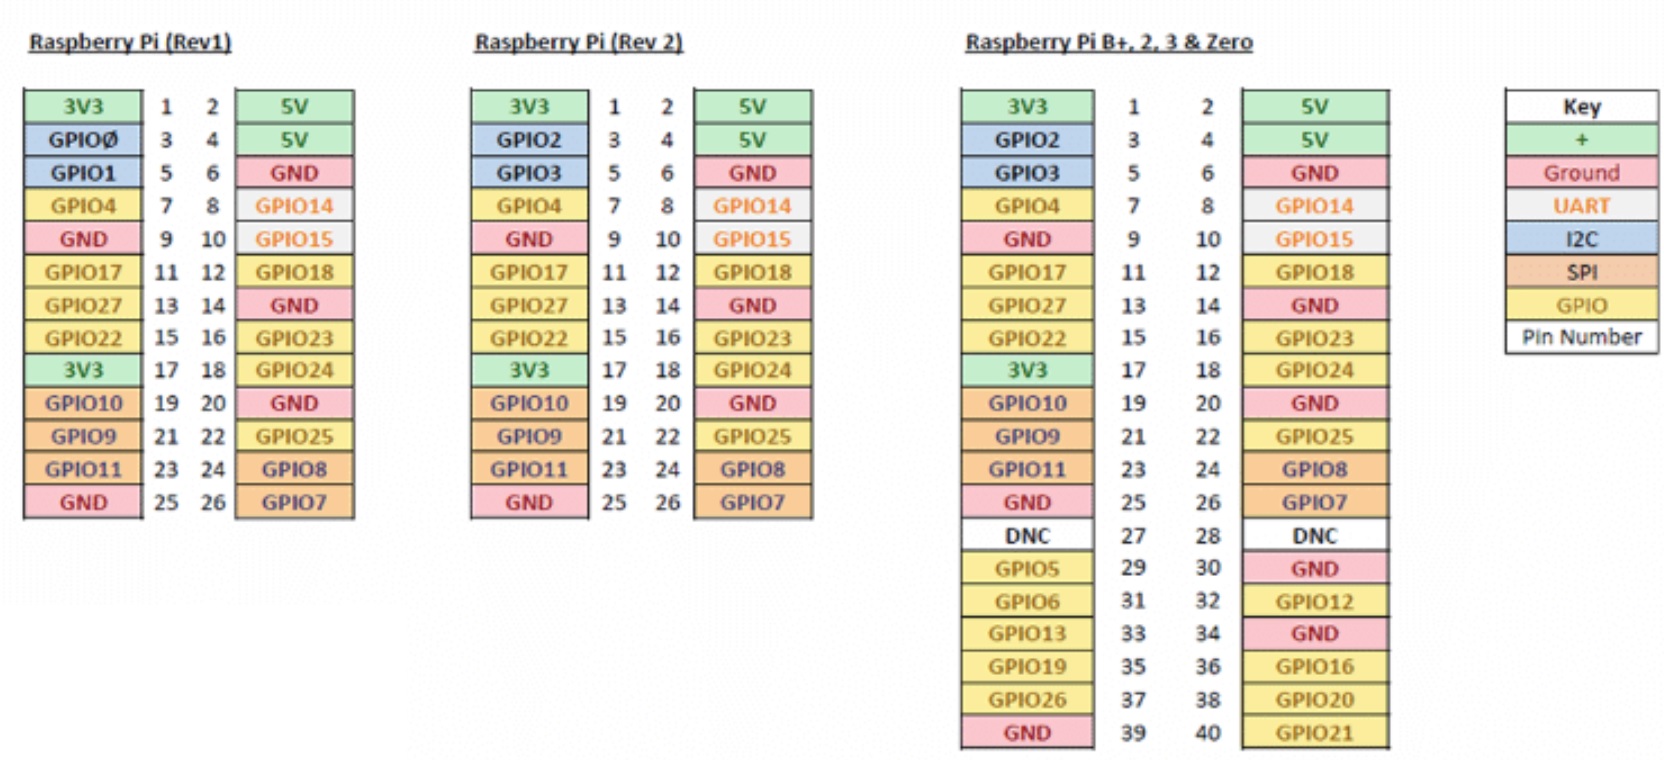 Raspberry Pi (Rev1) Raspberry Pi (Rev 2) Raspberry Pi B+, 2, 3 & Zero
3V3 1 2 5V 3V3 1 2 5V 3V3 1 2 5V Key
GPIOØ 3 4 5V GPIO2 3 4 5V GPIO2 3 4 5V +
GPIO1 5 6 GND GPIO3 5 6 GND GPIO3 5 6 GND Ground
GPIO4 7 8 GPIO14 GPIO4 7 8 GPIO14 GPIO4 7 8 GPIO14 UART
GND 9 10 GPIO15 GND 9 10 GPIO15 GND 9 10 GPIO15 I2C
GPIO17 11 12 GPIO18 GPIO17 11 12 GPIO18 GPIO17 11 12 GPIO18 SPI
GPIO27 13 14 GND GPIO27 13 14 GND GPIO27 13 14 GND GPIO
GPIO22 15 16 GPIO23 GPIO22 15 16 GPIO23 GPIO22 15 16 GPIO23 Pin Number
3V3 17 18 GPIO24 3V3 17 18 GPIO24 3V3 17 18 GPIO24
GPIO10 19 20 GND GPIO10 19 20 GND GPIO10 19 20 GND
GPIO9 21 22 GPIO25 GPIO9 21 22 GPIO25 GPIO9 21 22 GPIO25
GPIO11 23 24 GPIO8 GPIO11 23 24 GPIO8 GPIO11 23 24 GPIO8
GND 25 26 GPIO7 GND 25 26 GPIO7 GND 25 26 GPIO7
DNC 27 28 DNC
GPIO5 29 30 GND
GPIO6 31 32 GPIO12
GPIO13 33 34 GND
GPIO19 35 36 GPIO16
GPIO26 37 38 GPIO20
GND 39 40 GPIO21